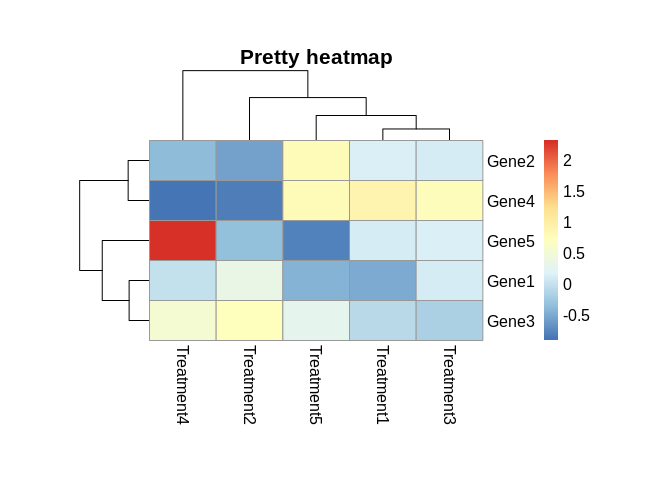 Pretty heatmap
Gene2
Gene4
Gene5
Gene1
Gene3
2
1.5
1
0.5
0
-0.5
Treatment4
Treatment2
Treatment5
Treatment1
Treatment3